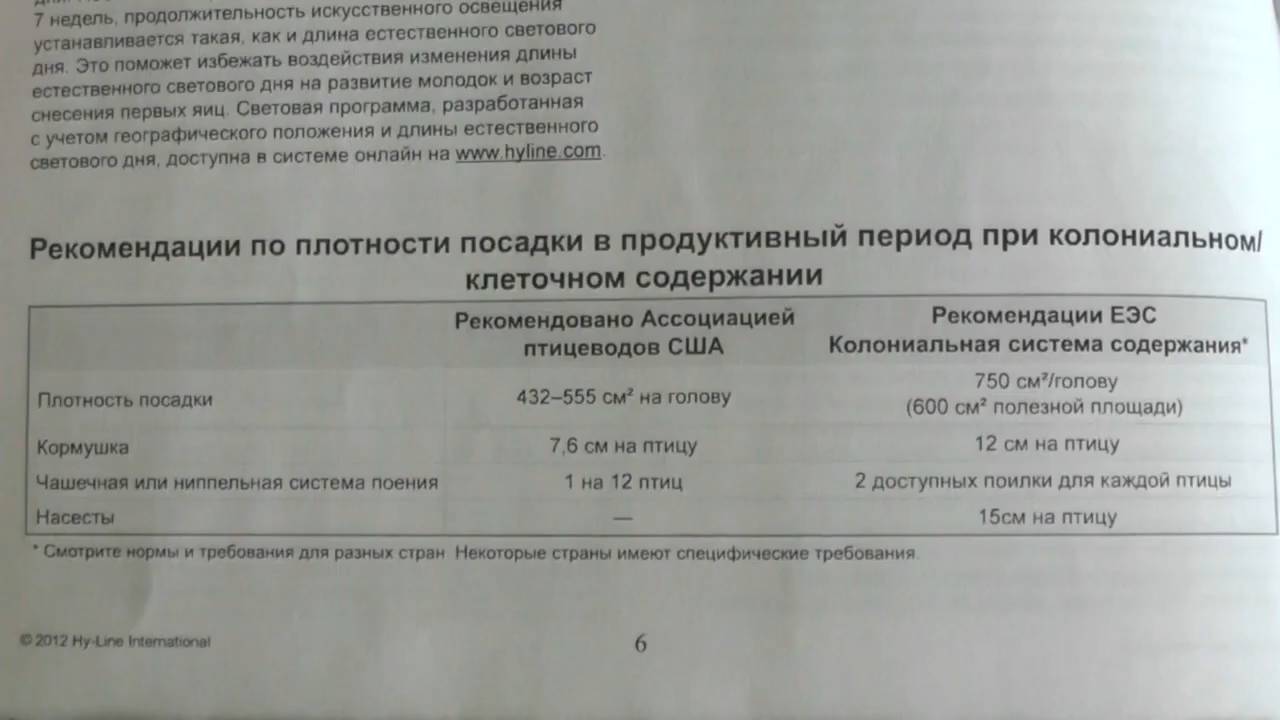 7 недель, продолжительность искусственного освещения
устанавливается такая, как и длина естественного светового
дня. Это поможет избежать воздействия изменения длины
естественного светового дня на развитие молодок и возраст
снесения первых яиц. Световая программа, разработанная
с учетом географического положения и длины естественного
светового дня, доступна в системе онлайн на www.hyline.com.
Рекомендации по плотности посадки в продуктивный период при колониальном/
клеточном содержании
Рекомендовано Ассоциацией
птицеводов США
Рекомендации ЕЭС
Колониальная система содержания*
Плотность посадки
432–555 см² на голову
750 см²/голову
(600 см² полезной площади)
Кормушка
7,6 см на птицу
12 см на птицу
Чашечная или ниппельная система поения
1 на 12 птиц
2 доступных поилки для каждой птицы
Насесты
—
15см на птицу
* Смотрите нормы и требования для разных стран Некоторые страны имеют специфические требования.
© 2012 Hy-Line International
6